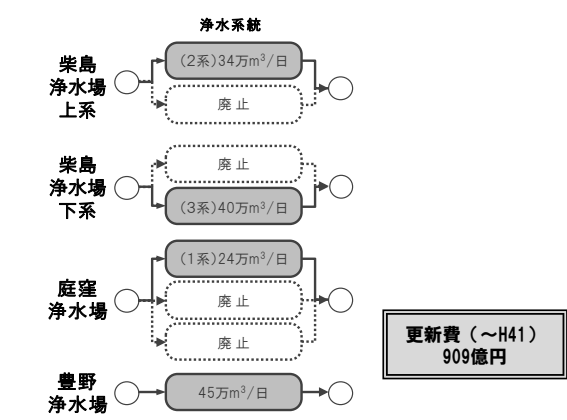 浄水系統
柴島
浄水場
上系
(2系)34万m³/日
廃止
柴島
浄水場
下系
廃止
(3系)40万m³/日
庭窪
浄水場
(1系)24万m³/日
廃止
廃止
更新費（～H41）
909億円
豊野
浄水場
45万m³/日